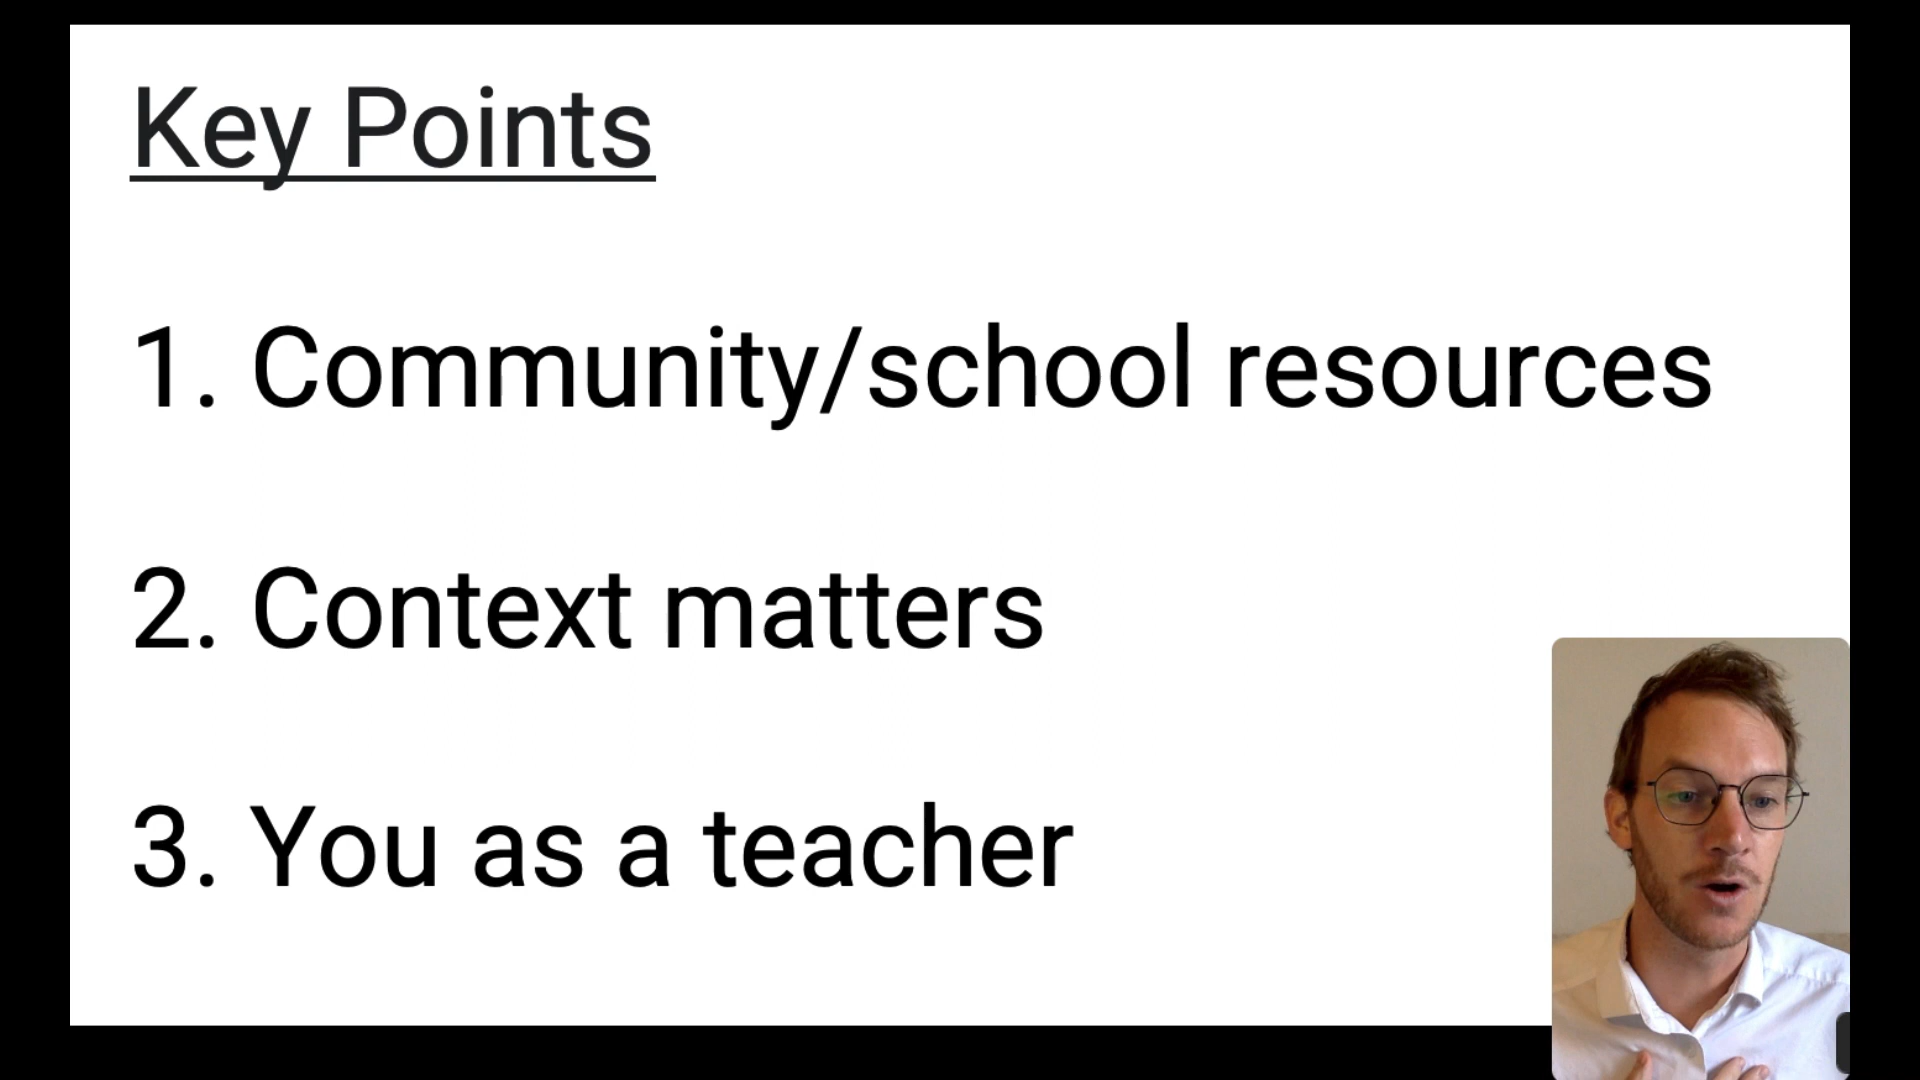 Key Points
1. Community/school resources
2. Context matters
3. You as a teacher